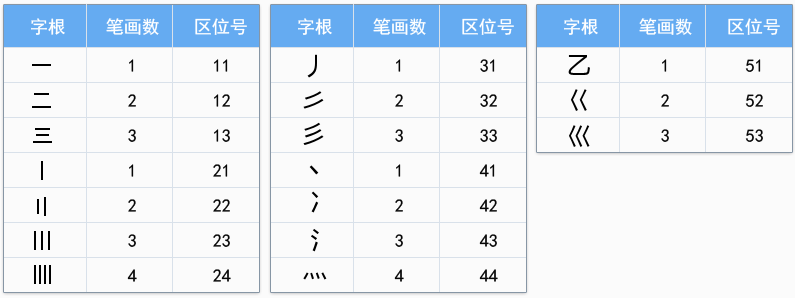 字根 笔画数 区位号
一 1 11
二 2 12
三 3 13
丨 1 21
〢 2 22
〣 3 23
〣丨 4 24
字根 笔画数 区位号
丿 1 31
彡 3 33
丶 1 41
冫 2 42
氵 3 43
灬 4 44
字根 笔画数 区位号
乙 1 51
巜 2 52
巛 3 53